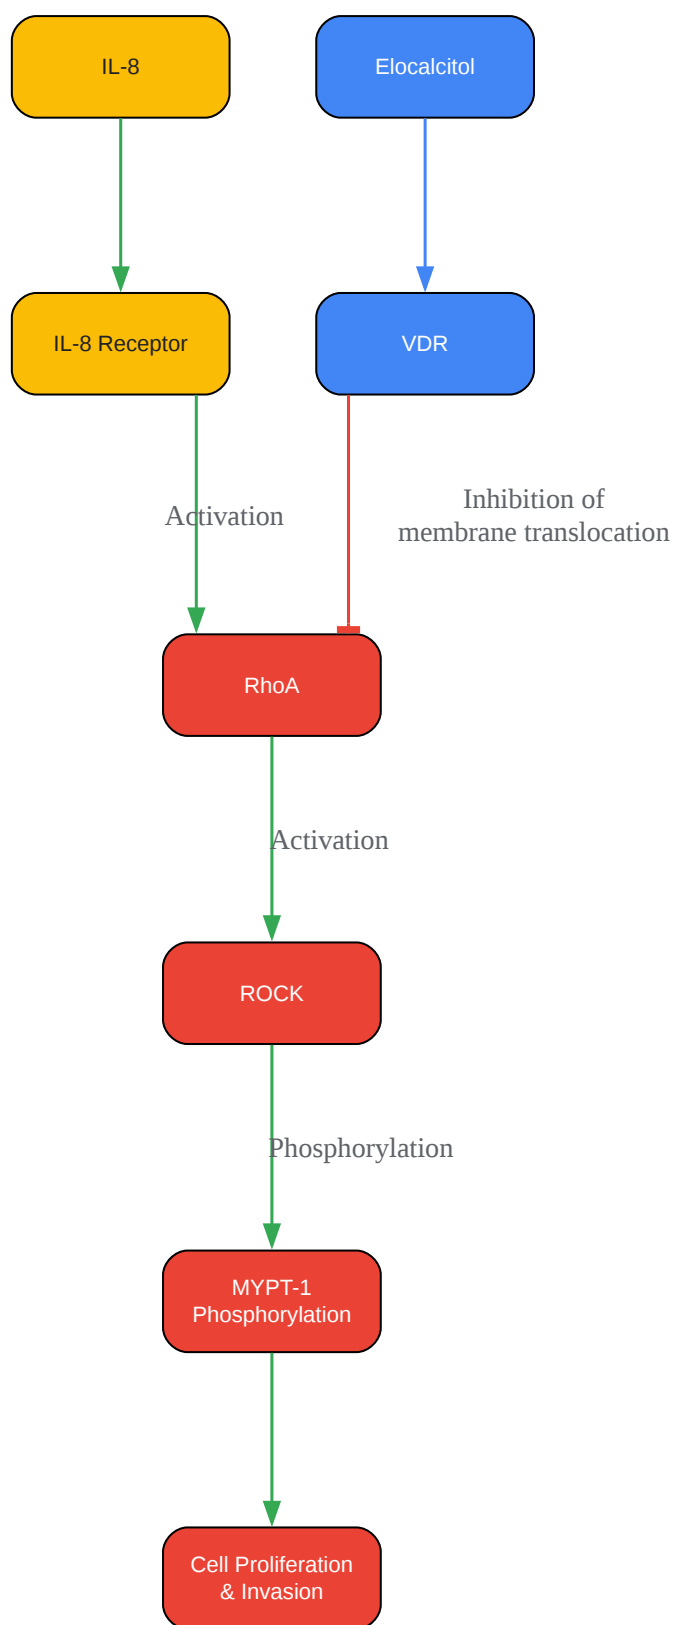 IL-8
Elocalcitol
IL-8 Receptor
VDR
Activation
Inhibition of
membrane translocation
RhoA
Activation
ROCK
Phosphorylation
MYPT-1
Phosphorylation
Cell Proliferation
& Invasion